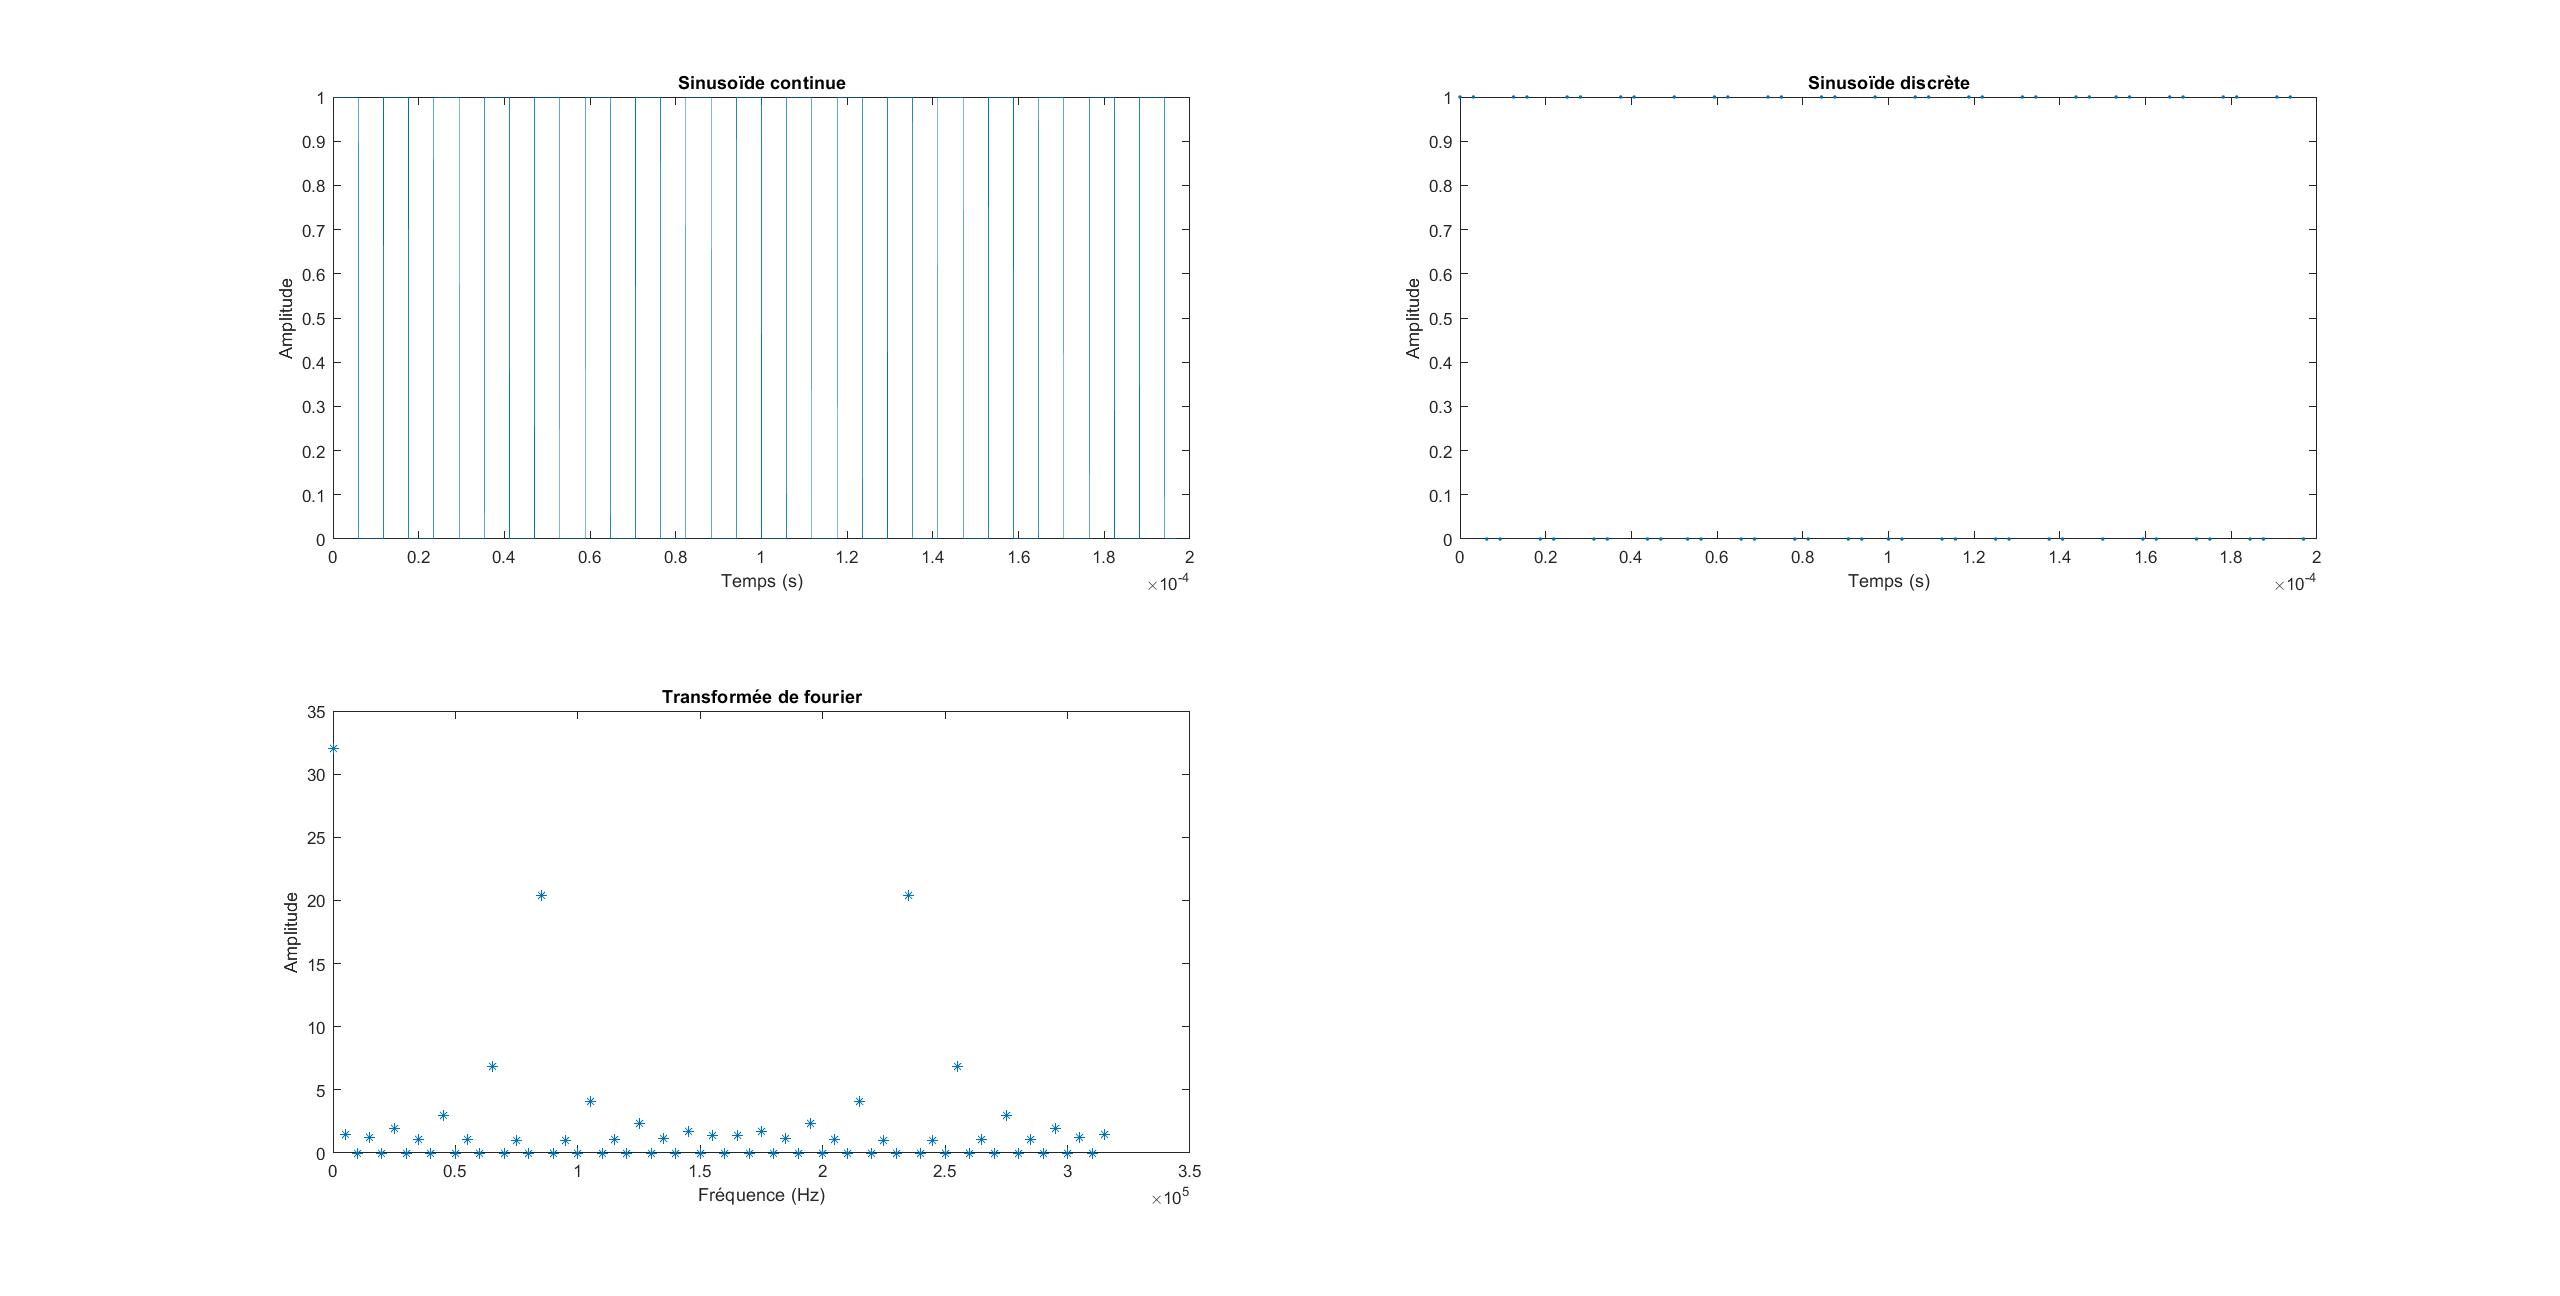 Sinusoïde continue
1
0.9
0.8
0.7
0.6
0.5
0.4
0.3
0.2
0.1
0
Amplitude
0 0.2 0.4 0.6 0.8 1 1.2 1.4 1.6 1.8 2
Temps (s)
×10-4
Sinusoïde discrète
1
0.9
0.8
0.7
0.6
0.5
0.4
0.3
0.2
0.1
0
Amplitude
0 0.2 0.4 0.6 0.8 1 1.2 1.4 1.6 1.8 2
Temps (s)
×10-4
Transformée de fourier
35
30
25
20
15
10
5
0
Amplitude
0 0.5 1 1.5 2 2.5 3 3.5
Fréquence (Hz)
×105